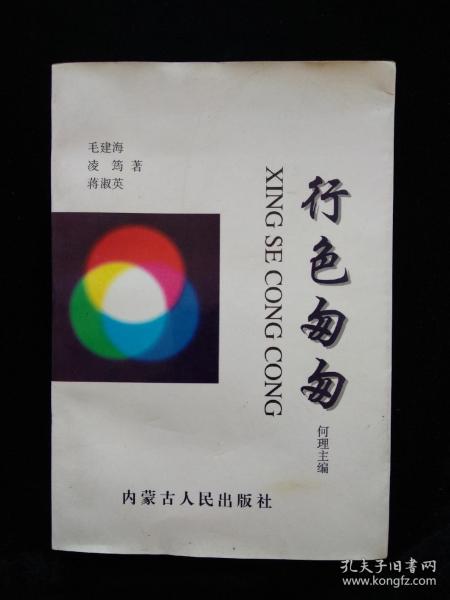 毛建海
凌筠 著
蒋淑英
行色匆匆
XING SE CONG CONG
何理主编
内蒙古人民出版社
孔夫子旧书网
www.kongfz.com